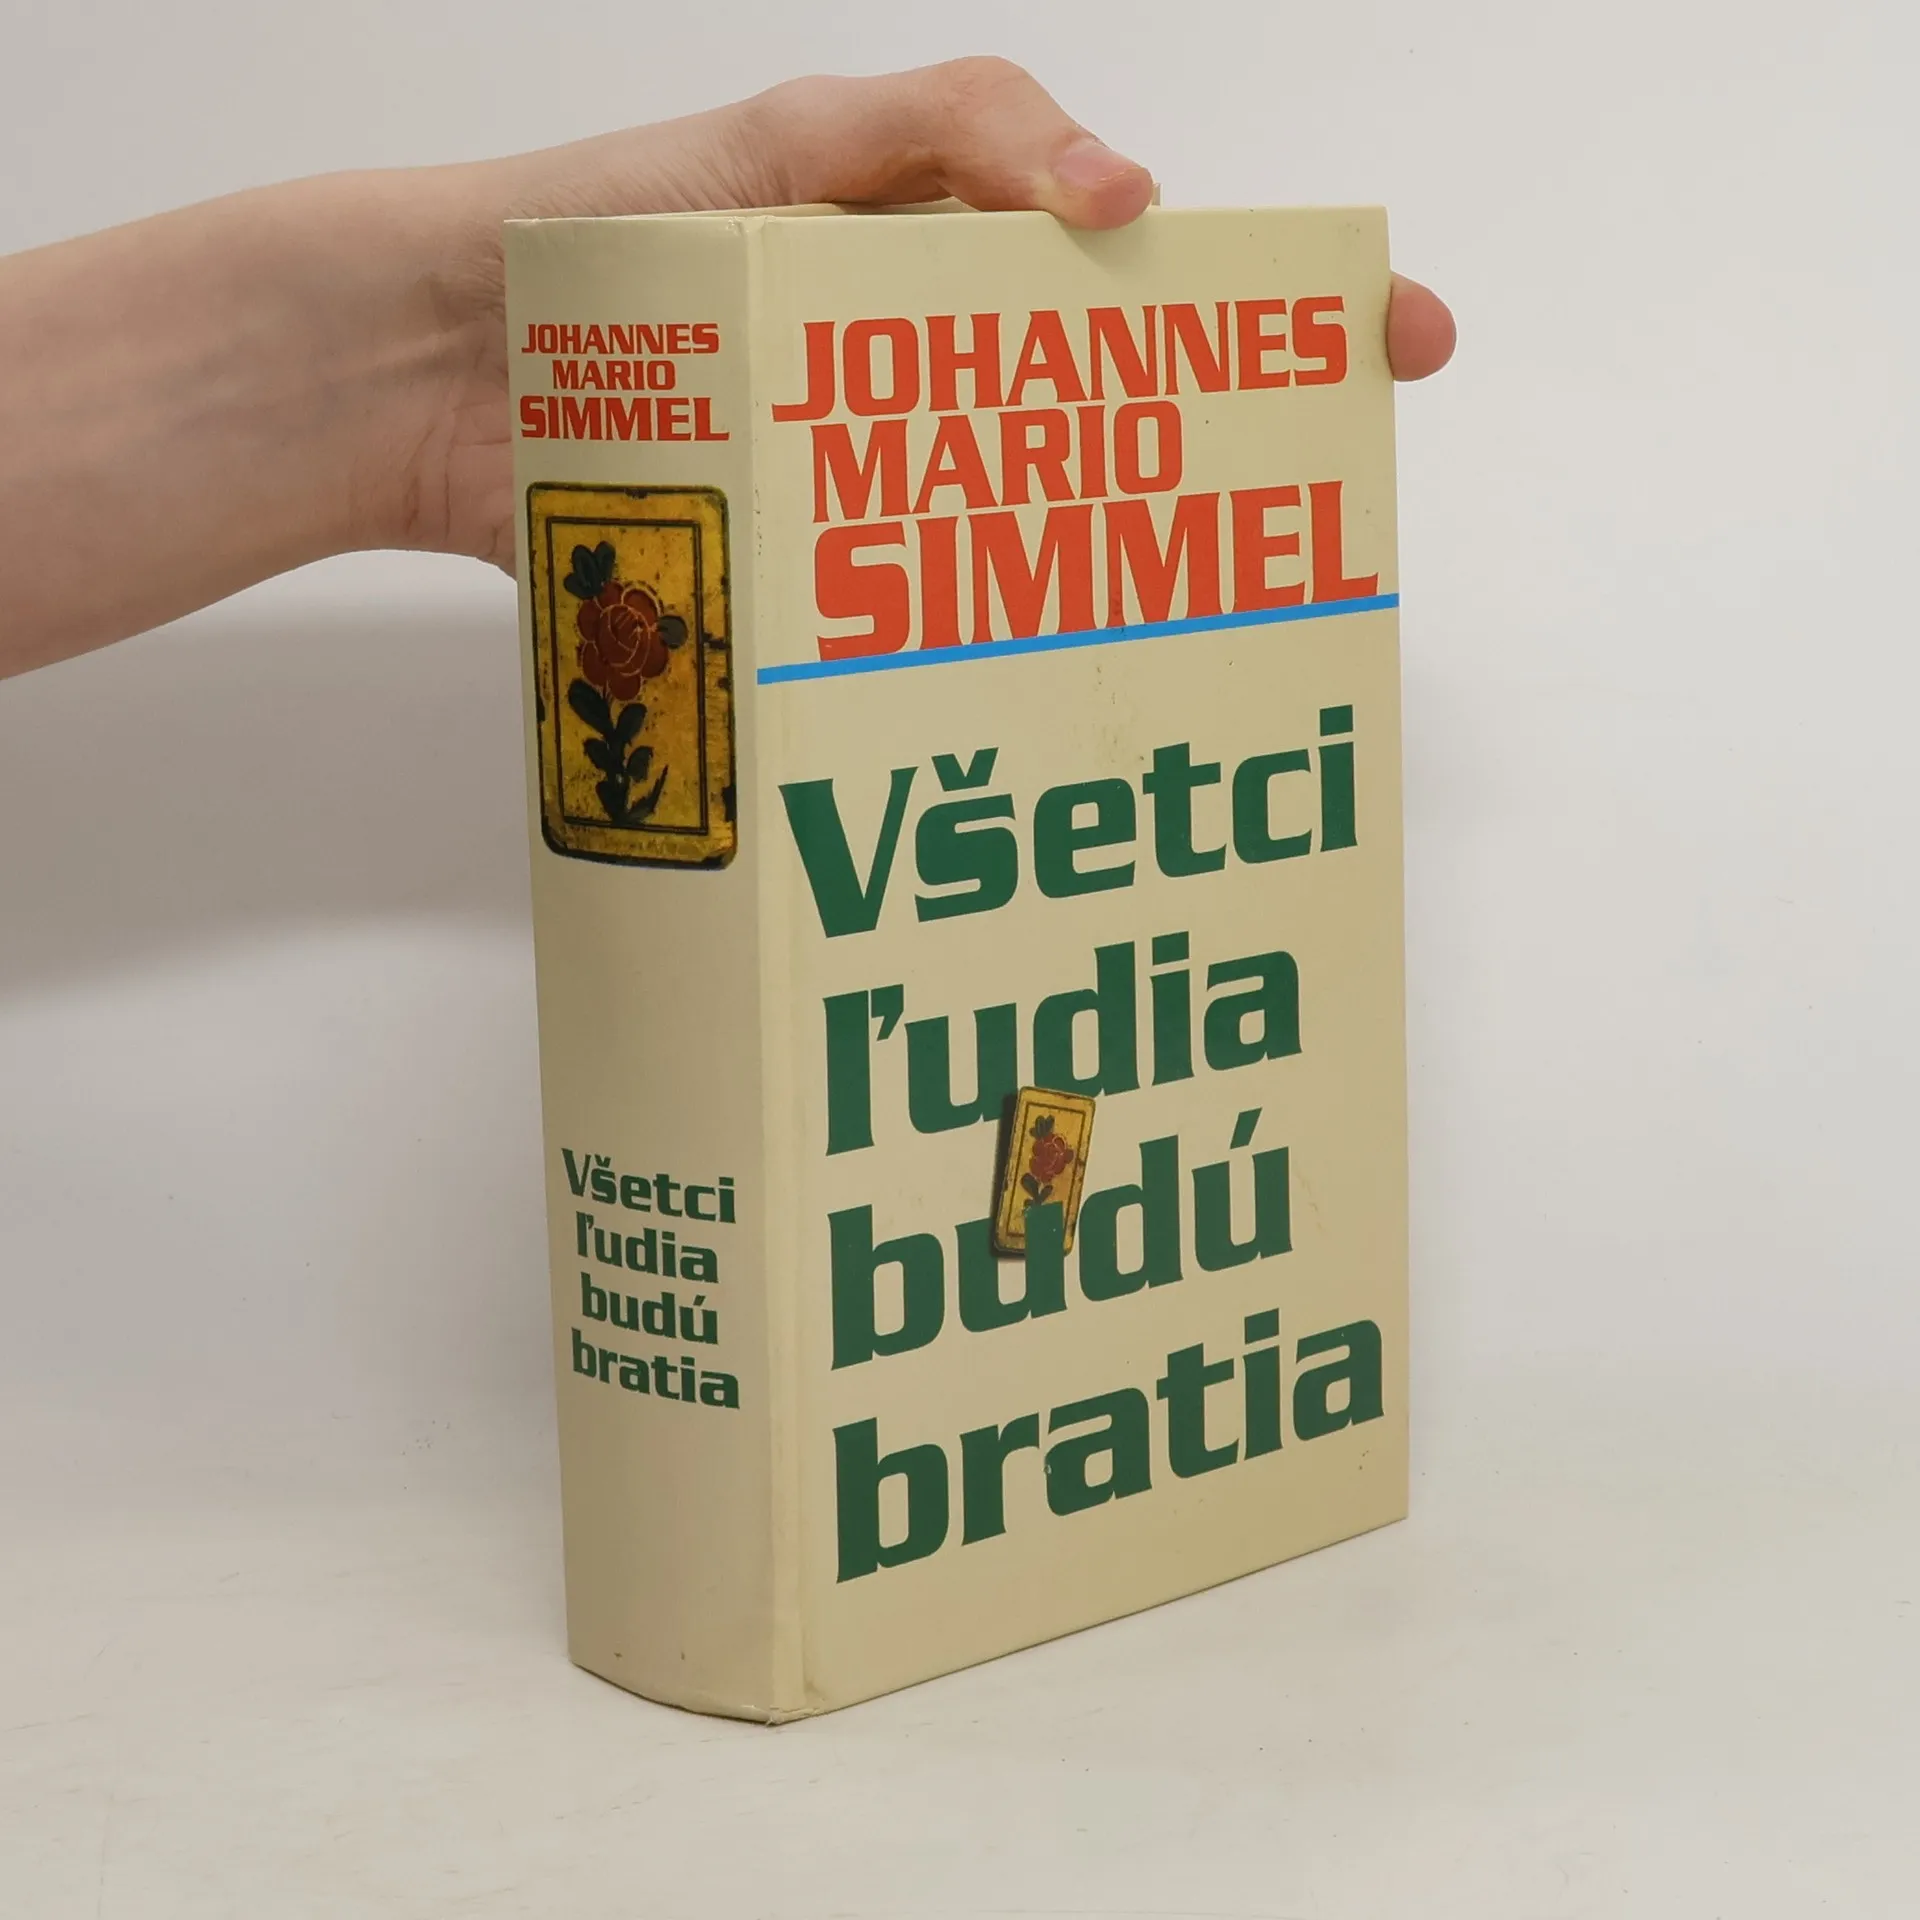 JOHANNES
MARIO
SIMMEL
Všetci
ľudia
budú
bratia
JOHANNES
MARIO
SIMMEL
Všetci
ľudia
budú
bratia